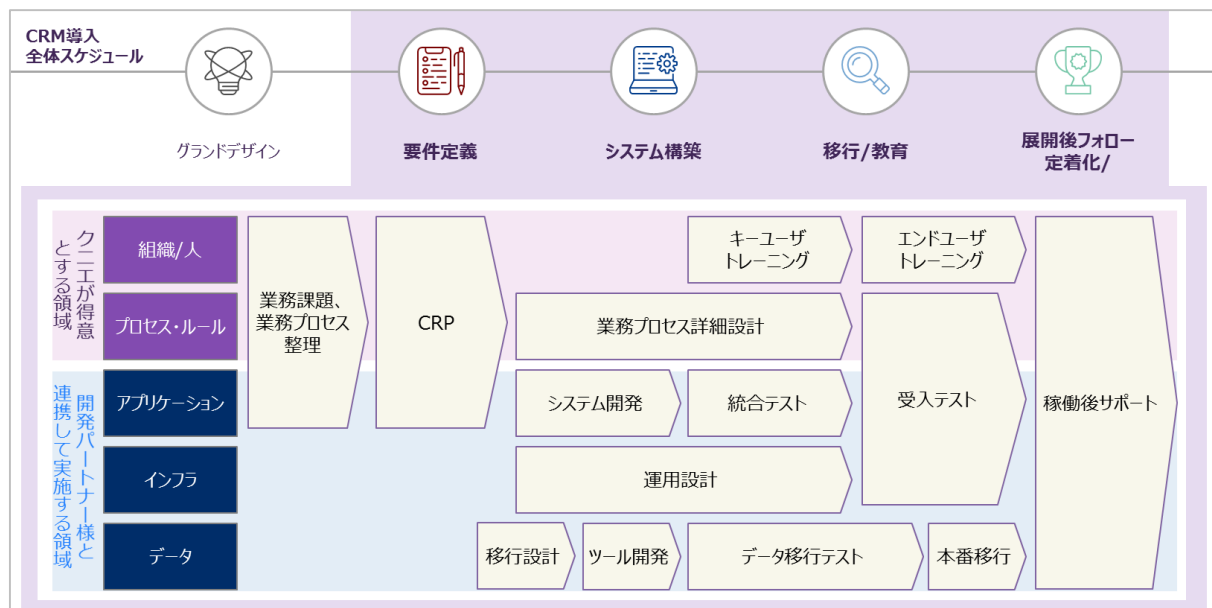 CRM導入
全体スケジュール
グランドデザイン
要件定義
システム構築
移行/教育
展開後フォロー
定着化/
クニエが得意
とする領域
組織/人
プロセス・ルール
業務課題、
業務プロセス
整理
CRP
キーユーザ
トレーニング
エンドユーザ
トレーニング
業務プロセス詳細設計
開発パートナー様と
連携して実施する領域
アプリケーション
インフラ
データ
システム開発
統合テスト
受入テスト
稼働後サポート
運用設計
移行設計
ツール開発
データ移行テスト
本番移行